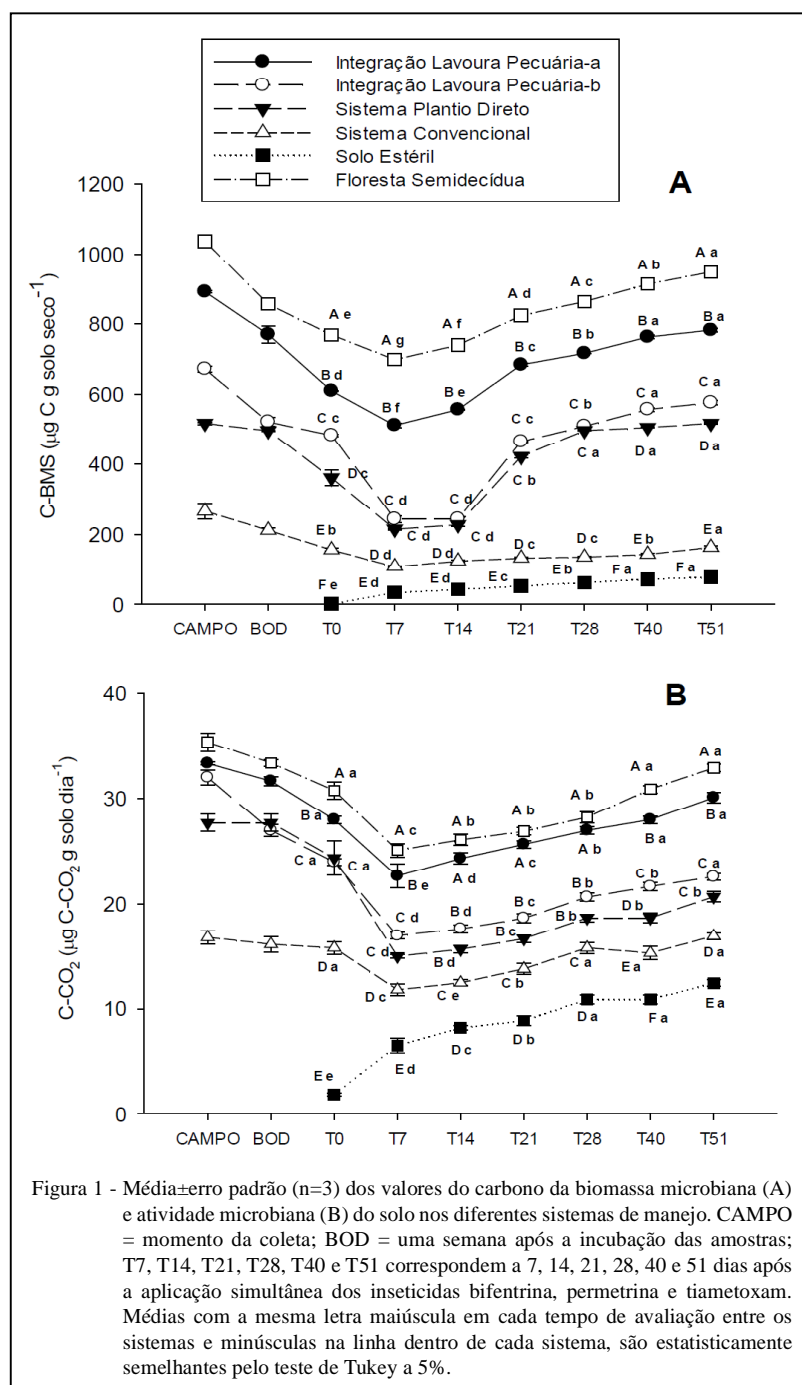 Integração Lavoura Pecuária-a
Integração Lavoura Pecuária-b
Sistema Plantio Direto
Sistema Convencional
Solo Estéril
Floresta Semidecídua
A
C-BMS (µg C g solo seco⁻¹)
1200
1000
800
600
400
200
0
A e
A g
A f
A d
A c
A b
A a
B d
B f
B e
B c
B b
B a
B a
C c
C d
C d
C c
C b
C a
C a
D c
C d
C d
C b
C a
D a
D a
E b
D d
D d
D c
D c
E b
E a
F e
E d
E d
E c
E b
F a
F a
CAMPO BOD T0 T7 T14 T21 T28 T40 T51
B
C-CO₂ (µg C-CO₂ g solo dia⁻¹)
40
30
20
10
0
A a
A c
A b
A b
A b
A a
A a
B a
B e
A d
A c
A b
B a
B a
C a
C d
B d
B c
B b
C b
C a
C a
C d
B d
B c
B b
D b
C b
D a
D c
C e
C b
C a
E a
D a
E e
E d
D c
D b
D a
F a
E a
CAMPO BOD T0 T7 T14 T21 T28 T40 T51
Figura 1 - Média±erro padrão (n=3) dos valores do carbono da biomassa microbiana (A)
e atividade microbiana (B) do solo nos diferentes sistemas de manejo. CAMPO
= momento da coleta; BOD = uma semana após a incubação das amostras;
T7, T14, T21, T28, T40 e T51 correspondem a 7, 14, 21, 28, 40 e 51 dias após
a aplicação simultânea dos inseticidas bifentrina, permetrina e tiametoxam.
Médias com a mesma letra maiúscula em cada tempo de avaliação entre os
sistemas e minúsculas na linha dentro de cada sistema, são estatisticamente
semelhantes pelo teste de Tukey a 5%.